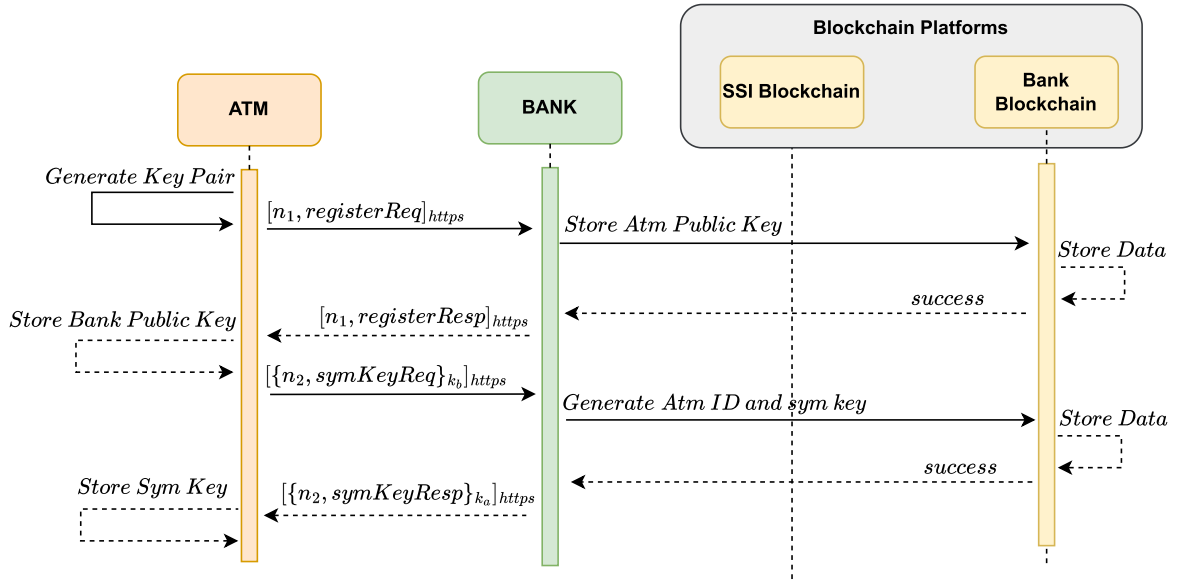 Blockchain Platforms
ATM
BANK
SSI Blockchain
Bank
Blockchain
Generate Key Pair
[n₁, registerReq]https
Store Atm Public Key
Store Data
success
[n₁, registerResp]https
Store Bank Public Key
[{n₂, symKeyReq}k_b]https
Generate Atm ID and sym key
Store Data
success
[{n₂, symKeyResp}k_a]https
Store Sym Key